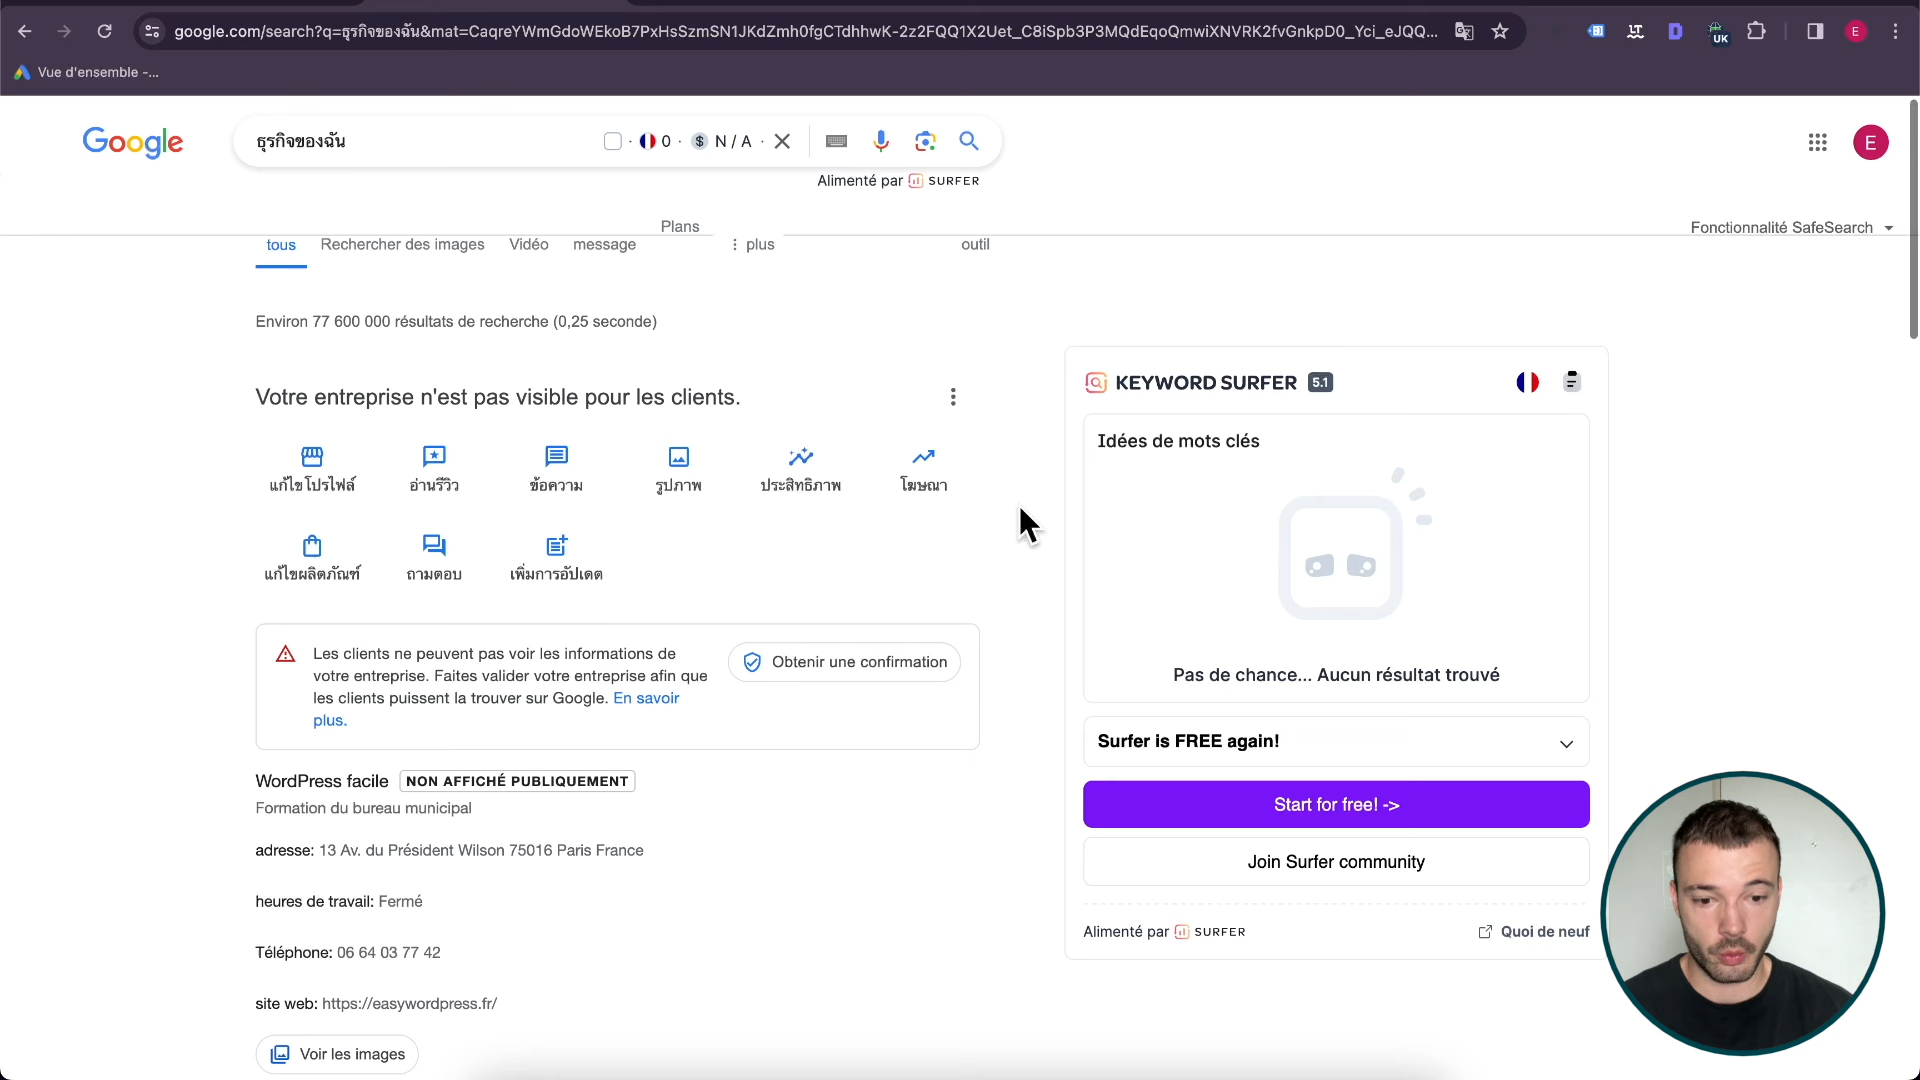 google.com/search?q=ธุรกิจของฉัน&mat=CaqreYWmGdoWEkoB7PxHsSzmSN1JKdZmh0fgCTdhhwK-2z2FQQ1X2Uet_C8iSpb3P3MQdEqoQmwiXNVRK2fvGnkpD0_Yci_eJQQ...
UK
E
Vue d'ensemble -...
Google
ธุรกิจของฉัน
· 0 · $ N / A ·
E
Alimenté par SURFER
tous
Rechercher des images
Vidéo
message
Plans
plus
outil
Fonctionnalité SafeSearch
Environ 77 600 000 résultats de recherche (0,25 seconde)
Votre entreprise n'est pas visible pour les clients.
แก้ไขโปรไฟล์
อ่านรีวิว
ข้อความ
รูปภาพ
ประสิทธิภาพ
โฆษณา
แก้ไขผลิตภัณฑ์
ถามตอบ
เพิ่มการอัปเดต
Les clients ne peuvent pas voir les informations de
votre entreprise. Faites valider votre entreprise afin que
les clients puissent la trouver sur Google. En savoir
plus.
Obtenir une confirmation
WordPress facile NON AFFICHÉ PUBLIQUEMENT
Formation du bureau municipal
adresse: 13 Av. du Président Wilson 75016 Paris France
heures de travail: Fermé
Téléphone: 06 64 03 77 42
site web: https://easywordpress.fr/
Voir les images
KEYWORD SURFER 5.1
Idées de mots clés
Pas de chance... Aucun résultat trouvé
Surfer is FREE again!
Start for free! ->
Join Surfer community
Alimenté par SURFER
Quoi de neuf